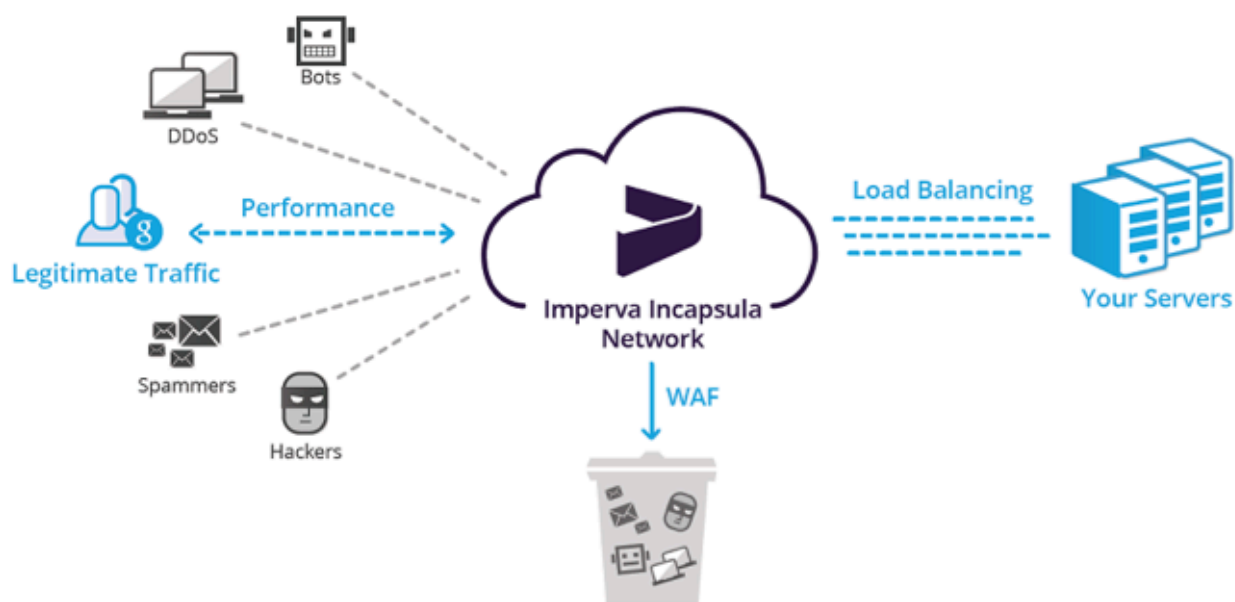 Bots
DDoS
Performance
Load Balancing
g
Legitimate Traffic
Imperva Incapsula
Network
Your Servers
Spammers
WAF
Hackers